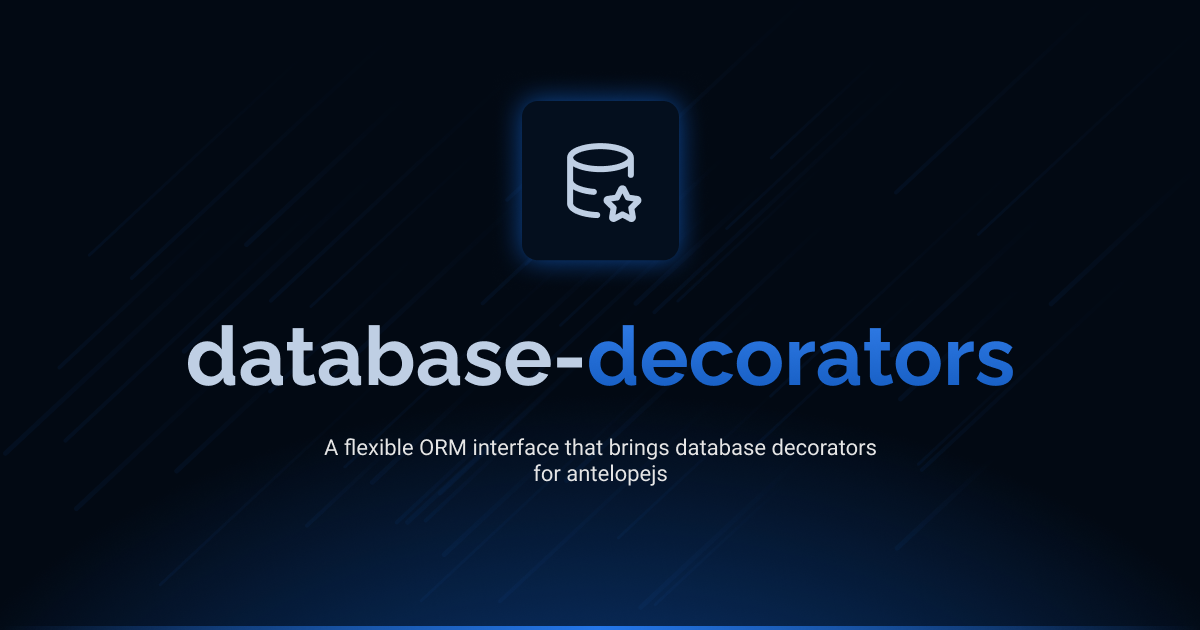 database-decorators
A flexible ORM interface that brings database decorators
for antelopejs